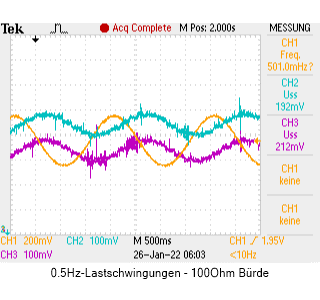 Tek Acq Complete M Pos: 2.000s MESSUNG
CH1
Freq.
501.0mHz?
CH2
Uss
192mV
CH3
Uss
212mV
CH1
keine
CH1
keine
CH1 200mV CH2 100mV M 500ms CH1 / 1.95V
CH3 100mV 26-Jan-22 06:03 <10Hz
0.5Hz-Lastschwingungen - 100Ohm Bürde